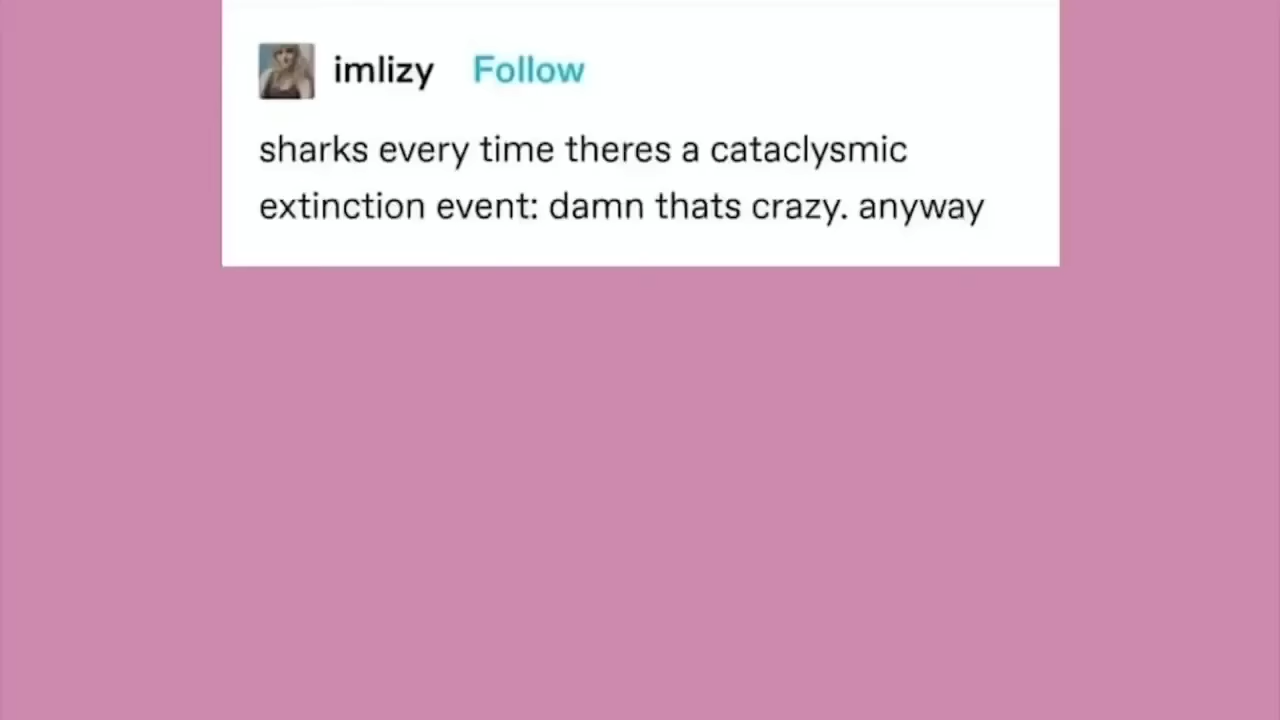 imlizy Follow
sharks every time theres a cataclysmic
extinction event: damn thats crazy. anyway